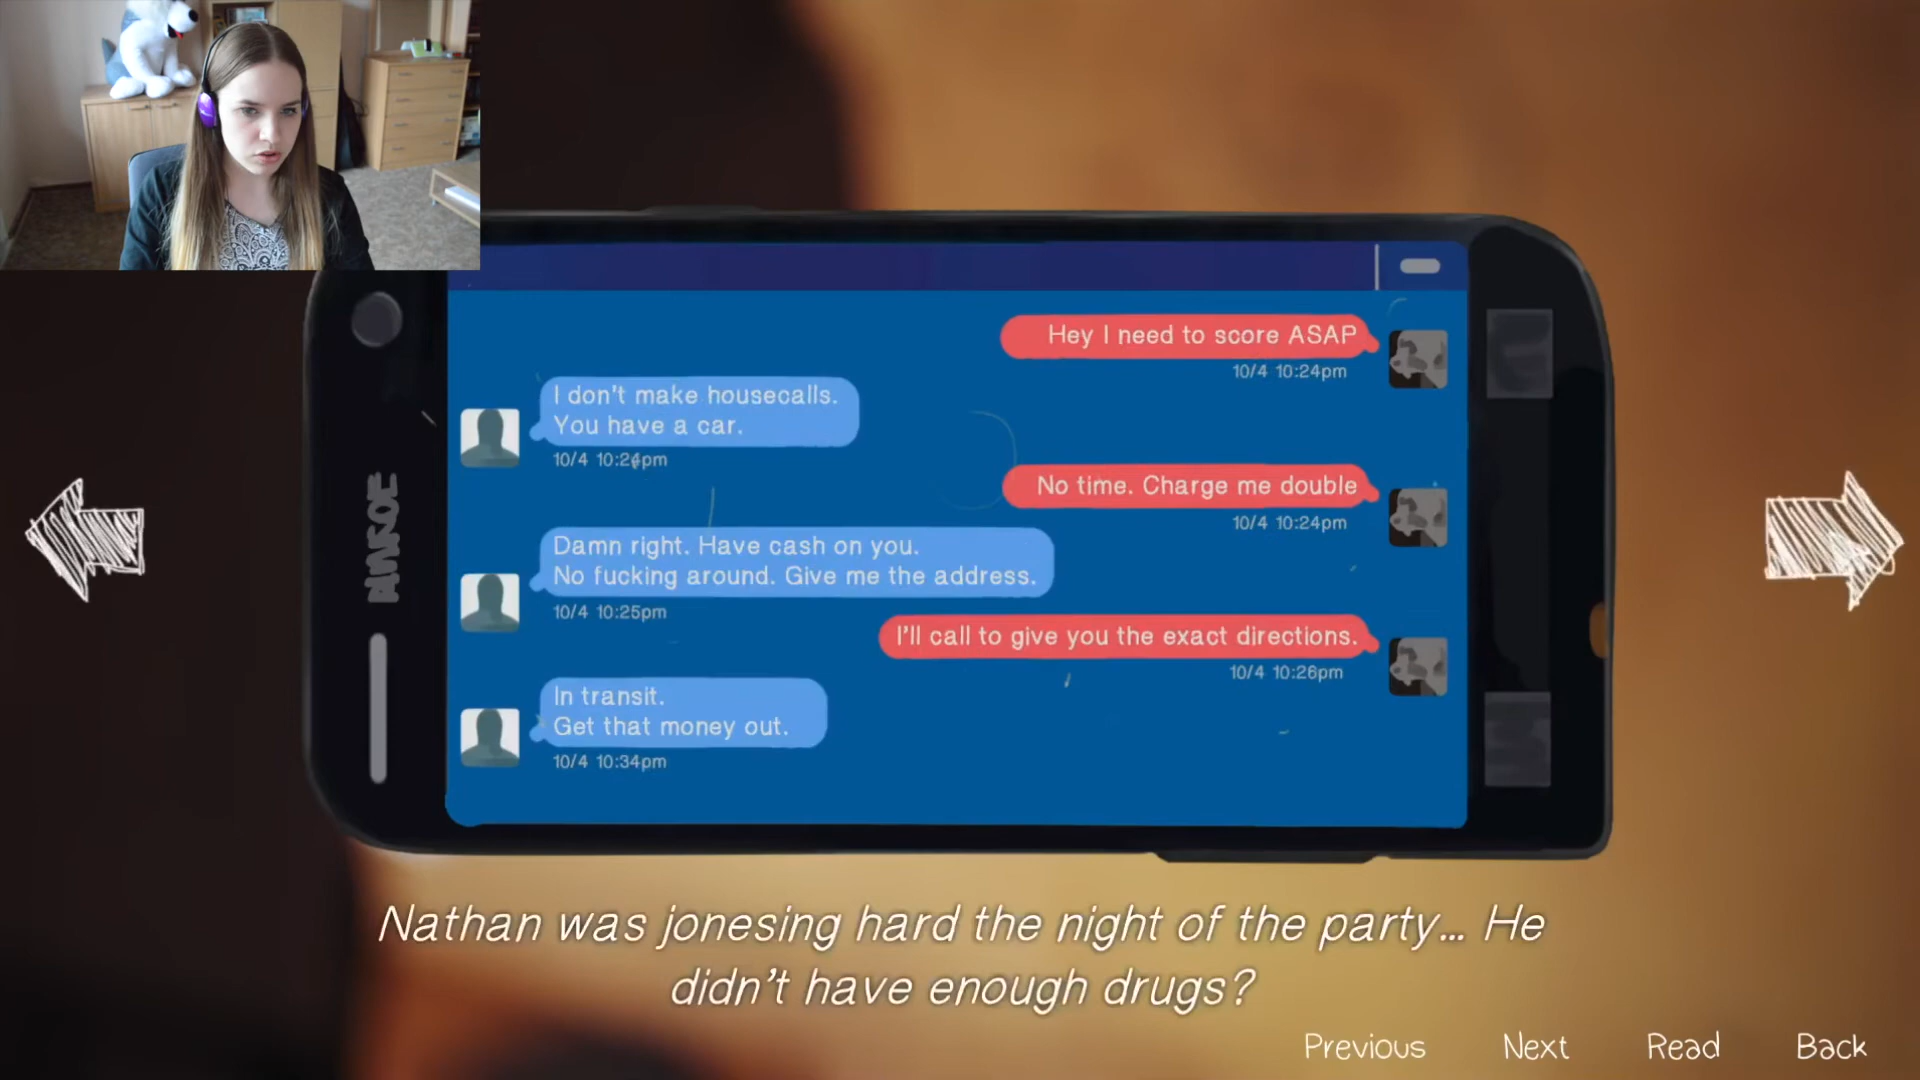 Hey I need to score ASAP
10/4 10:24pm
I don't make housecalls.
You have a car.
10/4 10:24pm
No time. Charge me double
10/4 10:24pm
Damn right. Have cash on you.
No fucking around. Give me the address.
10/4 10:25pm
I'll call to give you the exact directions.
10/4 10:26pm
In transit.
Get that money out.
10/4 10:34pm
Nathan was jonesing hard the night of the party... He
didn't have enough drugs?
Previous Next Read Back